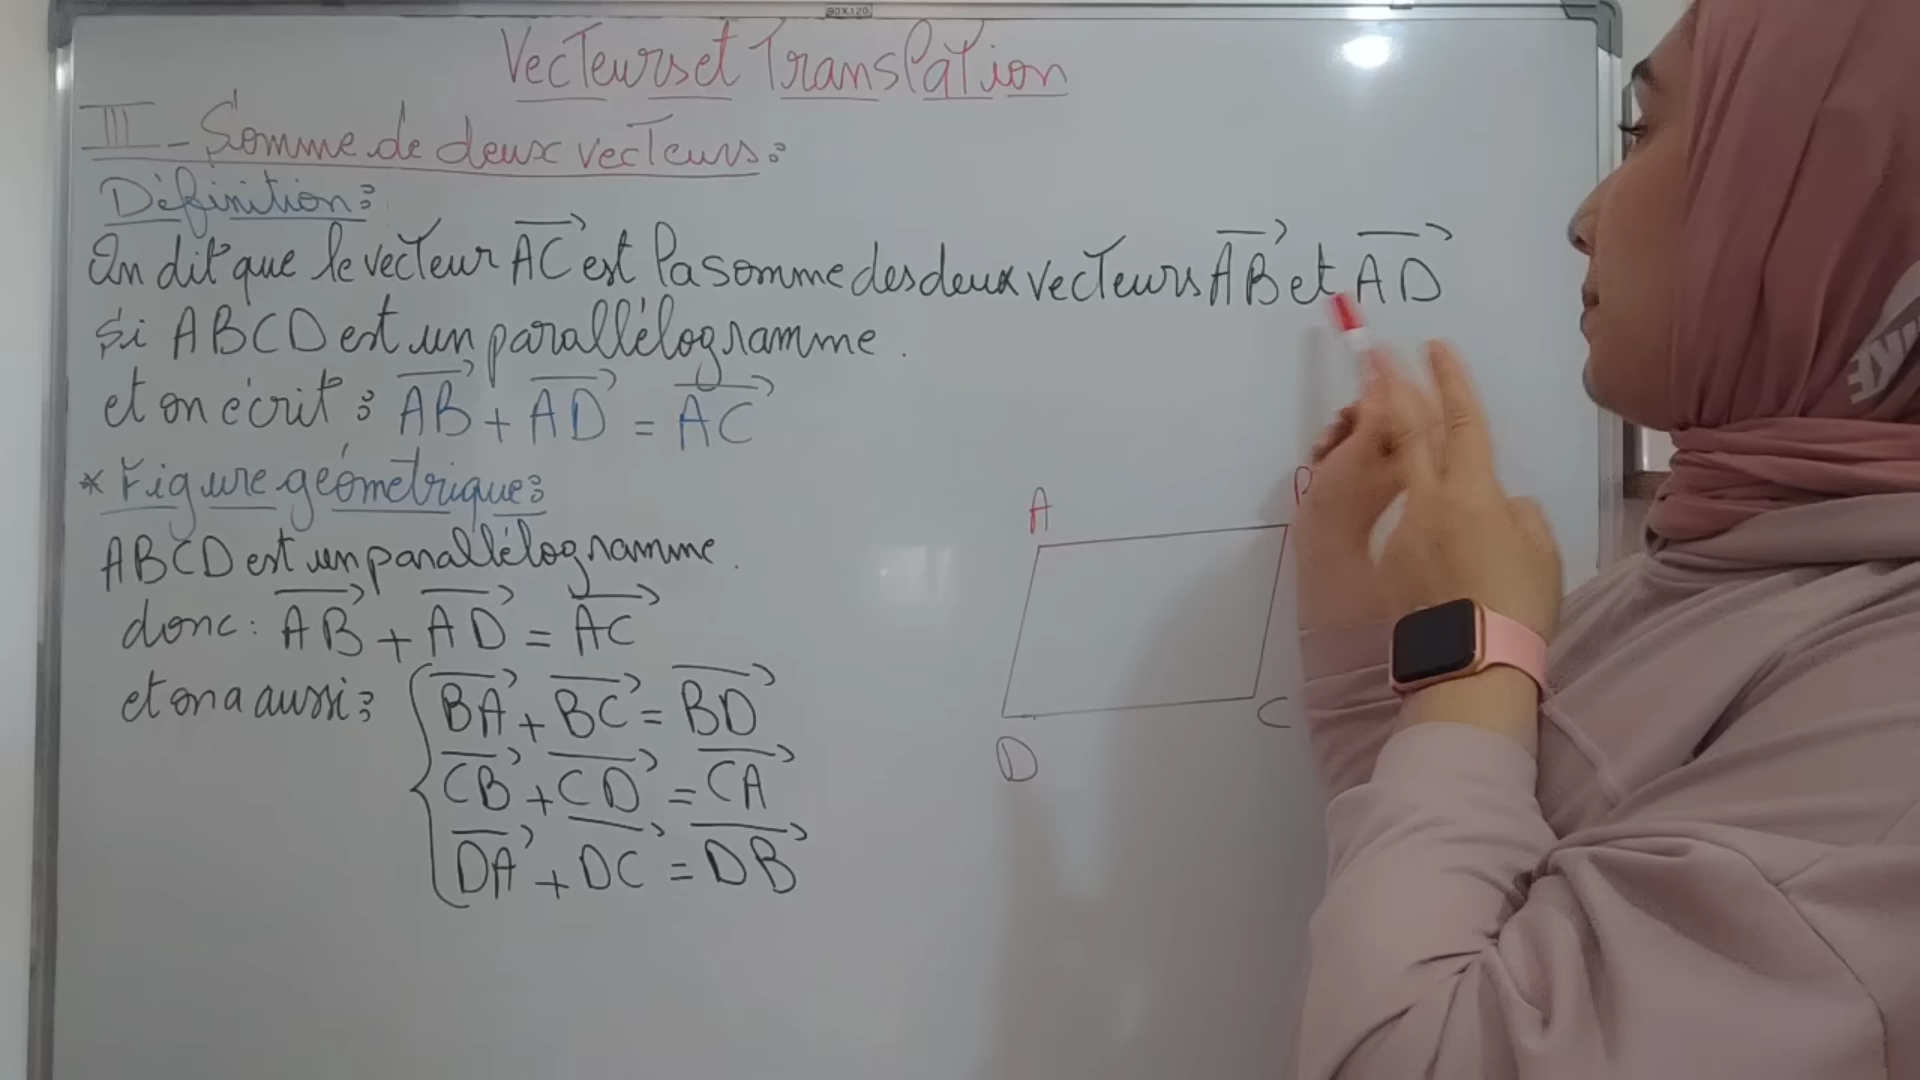 90x120
Vecteurs et Translation
III - Somme de deux vecteurs :
Définition :
On dit que le vecteur AC⃗ est la somme des deux vecteurs AB⃗ et AD⃗
si ABCD est un parallélogramme.
et on écrit : AB⃗ + AD⃗ = AC⃗
* Figure géométrique :
ABCD est un parallélogramme.
donc : AB⃗ + AD⃗ = AC⃗
et on a aussi : { BA⃗ + BC⃗ = BD⃗
CB⃗ + CD⃗ = CA⃗
DA⃗ + DC⃗ = DB⃗
A
D
C